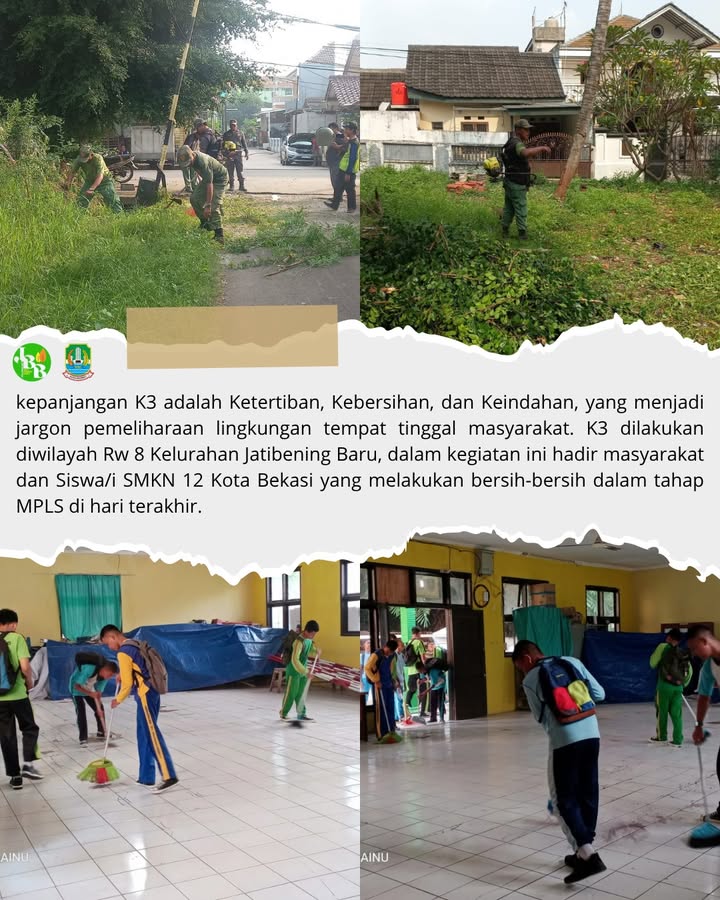 JBB
kepanjangan K3 adalah Ketertiban, Kebersihan, dan Keindahan, yang menjadi
jargon pemeliharaan lingkungan tempat tinggal masyarakat. K3 dilakukan
diwilayah Rw 8 Kelurahan Jatibening Baru, dalam kegiatan ini hadir masyarakat
dan Siswa/i SMKN 12 Kota Bekasi yang melakukan bersih-bersih dalam tahap
MPLS di hari terakhir.
AINU
AINU